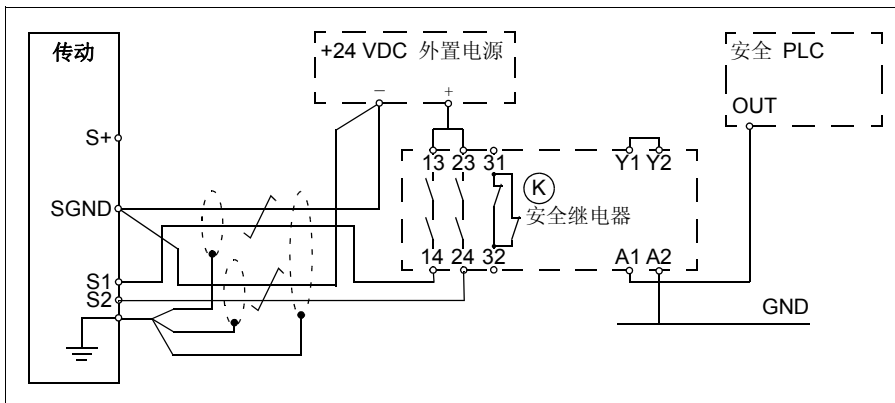 传动
+24 VDC 外置电源
− +
安全 PLC
OUT
S+
13 23 31
Y1 Y2
K
安全继电器
SGND
14 24 32
A1 A2
S1
S2
GND